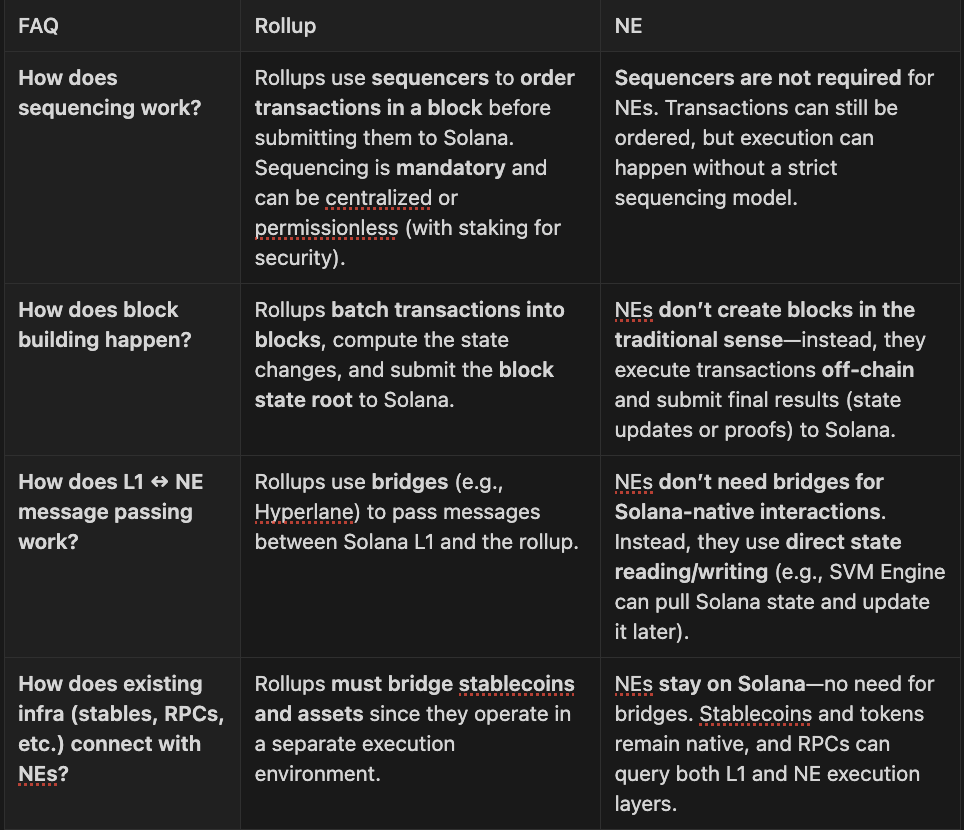 FAQ
Rollup
NE
How does
sequencing work?
Rollups use sequencers to order
transactions in a block before
submitting them to Solana.
Sequencing is mandatory and
can be centralized or
permissionless (with staking for
security).
Sequencers are not required for
NEs. Transactions can still be
ordered, but execution can
happen without a strict
sequencing model.
How does block
building happen?
Rollups batch transactions into
blocks, compute the state
changes, and submit the block
state root to Solana.
NEs don’t create blocks in the
traditional sense—instead, they
execute transactions off-chain
and submit final results (state
updates or proofs) to Solana.
How does L1 ↔ NE
message passing
work?
Rollups use bridges (e.g.,
Hyperlane) to pass messages
between Solana L1 and the rollup.
NEs don’t need bridges for
Solana-native interactions.
Instead, they use direct state
reading/writing (e.g., SVM Engine
can pull Solana state and update
it later).
How does existing
infra (stables, RPCs,
etc.) connect with
NEs?
Rollups must bridge stablecoins
and assets since they operate in
a separate execution
environment.
NEs stay on Solana—no need for
bridges. Stablecoins and tokens
remain native, and RPCs can
query both L1 and NE execution
layers.